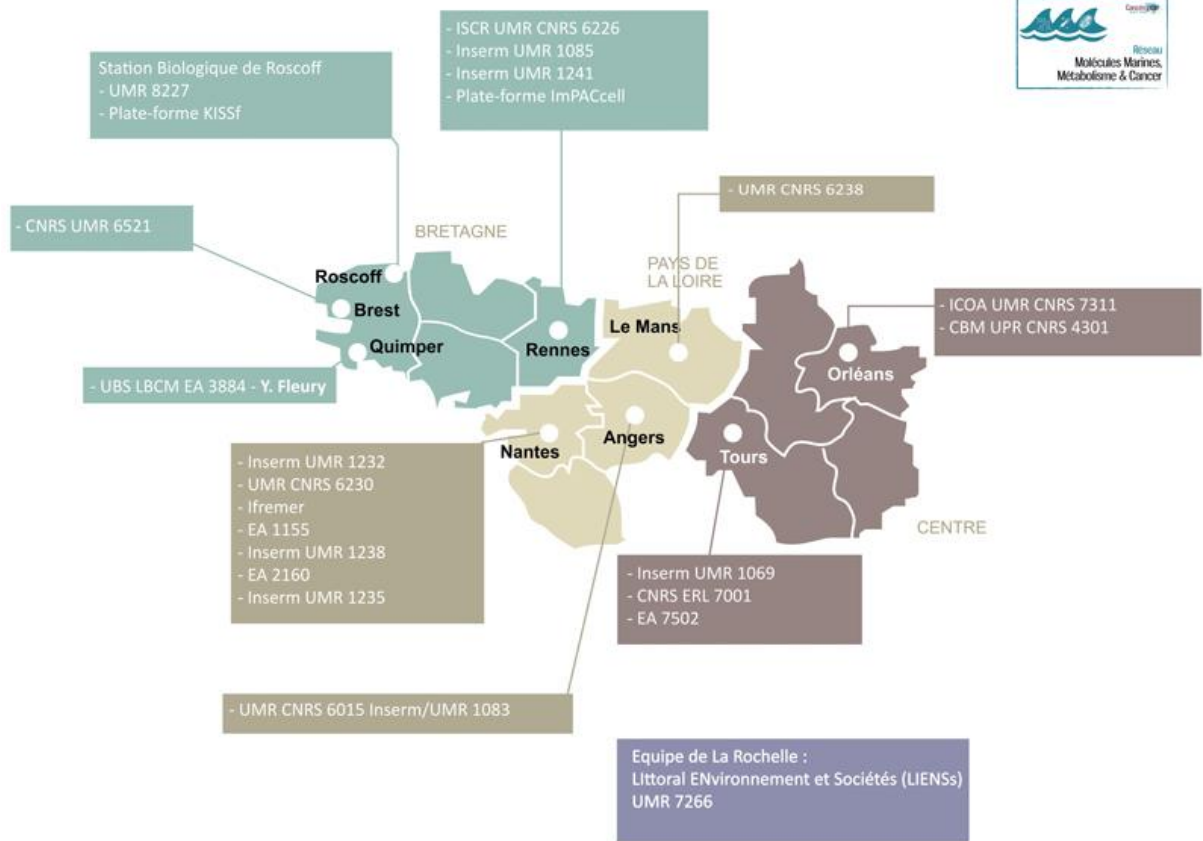 - ISCR UMR CNRS 6226
- Inserm UMR 1085
- Inserm UMR 1241
- Plate-forme ImPACcell
Réseau
Molécules Marines,
Métabolisme & Cancer
Station Biologique de Roscoff
- UMR 8227
- Plate-forme KISSf
- UMR CNRS 6238
- CNRS UMR 6521
BRETAGNE
PAYS DE
LA LOIRE
Roscoff
Brest
Quimper
Rennes
Le Mans
- ICOA UMR CNRS 7311
- CBM UPR CNRS 4301
Orléans
- UBS LBCM EA 3884 - Y. Fleury
Nantes
Angers
Tours
- Inserm UMR 1232
- UMR CNRS 6230
- Ifremer
- EA 1155
- Inserm UMR 1238
- EA 2160
- Inserm UMR 1235
CENTRE
- Inserm UMR 1069
- CNRS ERL 7001
- EA 7502
- UMR CNRS 6015 Inserm/UMR 1083
Equipe de La Rochelle :
LIttoral ENvironnement et Sociétés (LIENSs)
UMR 7266